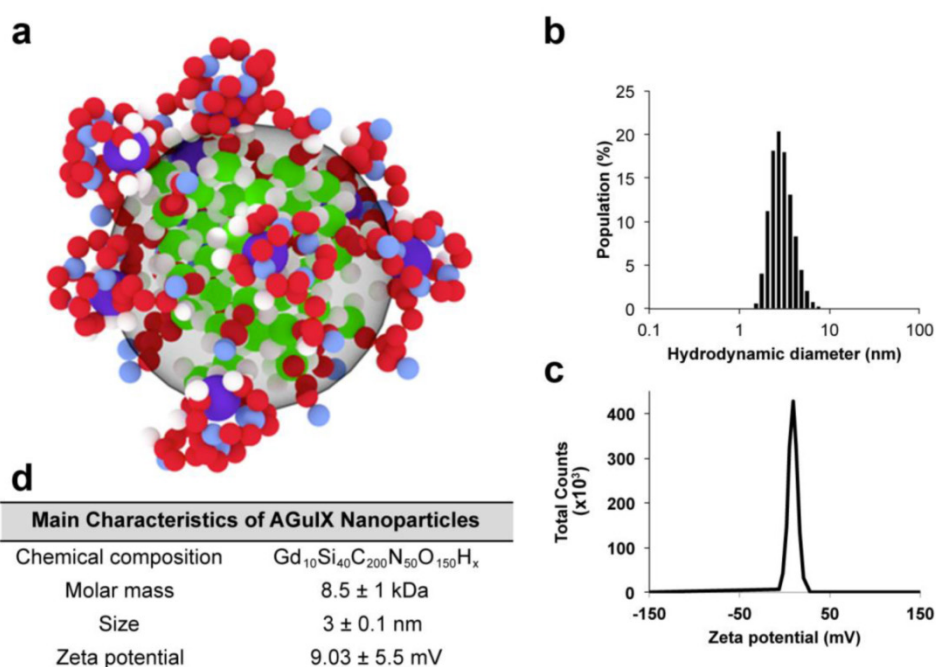 a
b
Population (%)
25
20
15
10
5
0
0.1 1 10 100
Hydrodynamic diameter (nm)
c
Total Counts
(x10³)
400
300
200
100
0
-150 -50 50 150
Zeta potential (mV)
d
Main Characteristics of AGuIX Nanoparticles
Chemical composition Gd₁₀Si₄₀C₂₀₀N₅₀O₁₅₀Hₓ
Molar mass 8.5 ± 1 kDa
Size 3 ± 0.1 nm
Zeta potential 9.03 ± 5.5 mV